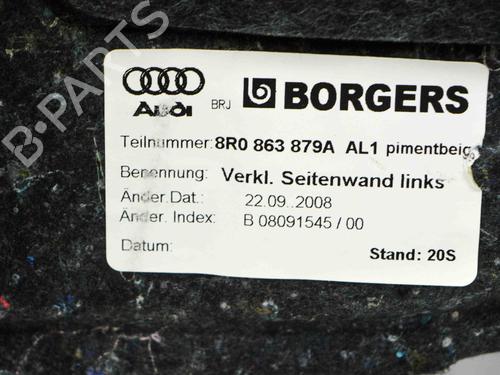 Audi BRJ BORGERS
Teilnummer: 8R0 863 879A AL1 pimentbeig
Benennung: Verkl. Seitenwand links
Änder.Dat.: 22.09..2008
Änder. Index: B 08091545 / 00
Datum: Stand: 20S
B-PARTS